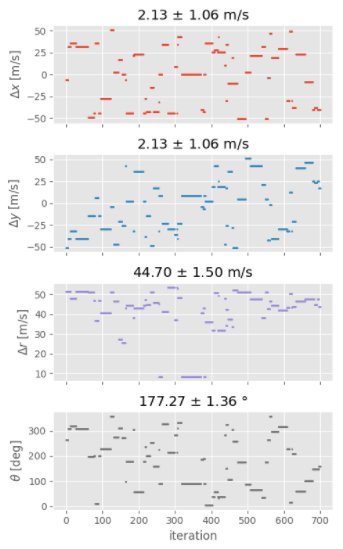 2.13 ± 1.06 m/s
50
25
0
−25
−50
Δx [m/s]
2.13 ± 1.06 m/s
50
25
0
−25
−50
Δy [m/s]
44.70 ± 1.50 m/s
50
40
30
20
10
Δr [m/s]
177.27 ± 1.36 °
300
200
100
0
θ [deg]
0 100 200 300 400 500 600 700
iteration